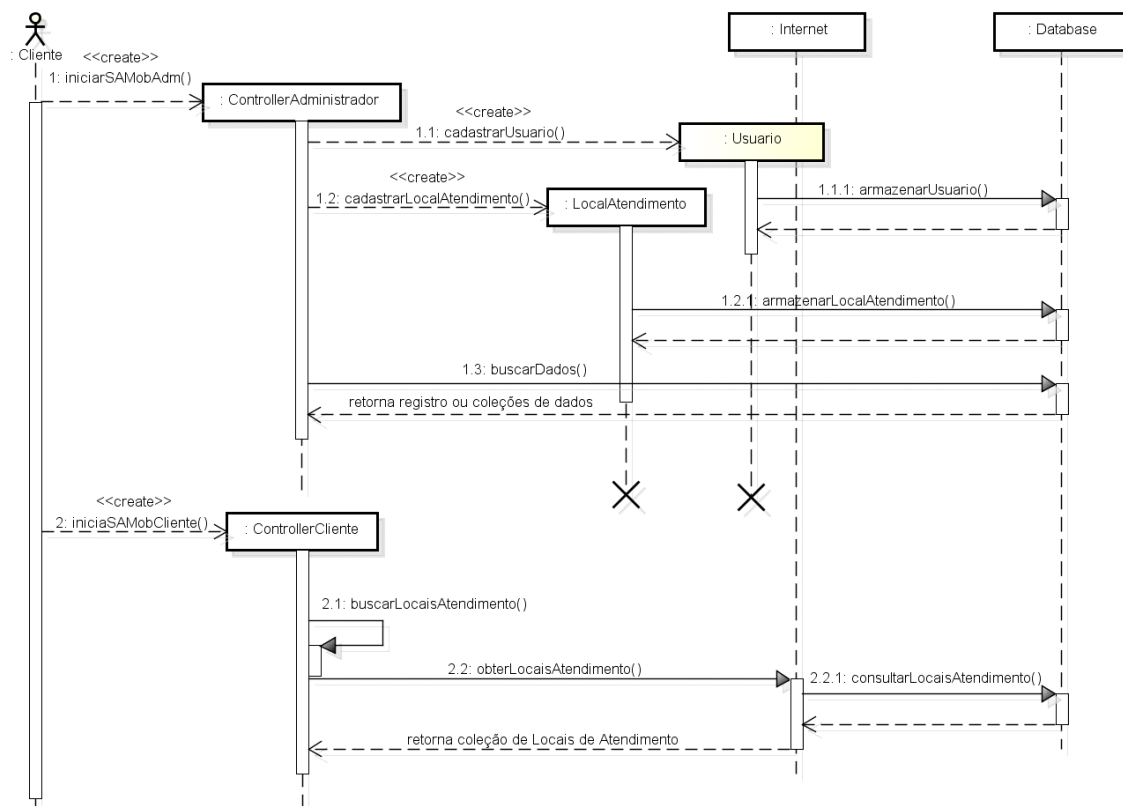 : Internet
: Database
: Cliente
<<create>>
1: iniciarSAMobAdm()
: ControllerAdministrador
<<create>>
1.1: cadastrarUsuario()
: Usuario
<<create>>
1.2: cadastrarLocalAtendimento()
: LocalAtendimento
1.1.1: armazenarUsuario()
1.2.1: armazenarLocalAtendimento()
1.3: buscarDados()
retorna registro ou coleções de dados
<<create>>
2: iniciaSAMobCliente()
: ControllerCliente
2.1: buscarLocaisAtendimento()
2.2: obterLocaisAtendimento()
2.2.1: consultarLocaisAtendimento()
retorna coleção de Locais de Atendimento